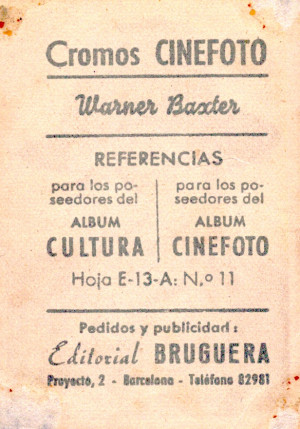 Cromos CINEFOTO
Warner Baxter
REFERENCIAS
para los po-
seedores del
ALBUM
CULTURA
para los po-
seedores del
ALBUM
CINEFOTO
Hoja E-13-A: N.º 11
Pedidos y publicidad:
Editorial BRUGUERA
Proyecto, 2 - Barcelona - Teléfono 82981